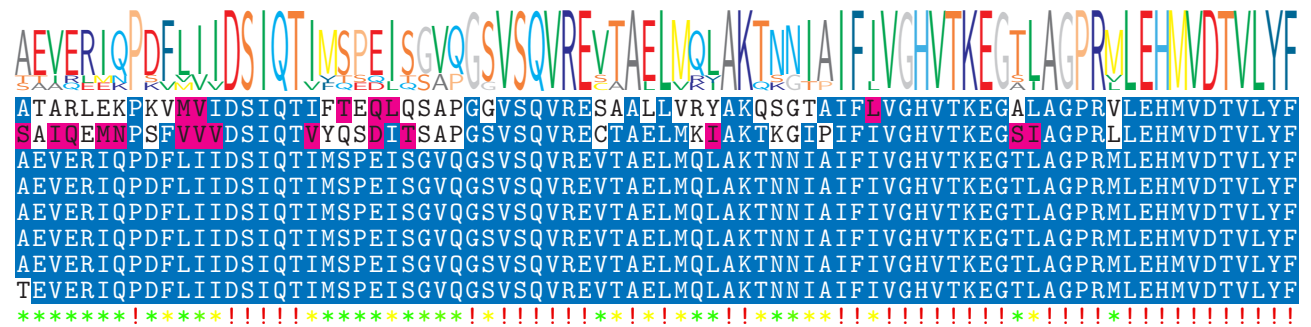 AEVERIQPDFLIIDSIQTIMSPEISGVQGSVSQVREVTAELMQLAKTNNIAIFIVGHVTKEGTLAGPRMLEHMVDTVLYF
ATARLEKPKVMVIDSIQTIFTEQLQSAPGGVSQVRESAALLVRYAKQSGTAIFLVGHVTKEGALAGPRVLEHMVDTVLYF
SAIQEMNPSFVVVDSIQTVYQSDITSAPGSVSQVRECTAELMKIAKTKGIPIFIVGHVTKEGSIAGPRLLEHMVDTVLYF
AEVERIQPDFLIIDSIQTIMSPEISGVQGSVSQVREVTAELMQLAKTNNIAIFIVGHVTKEGTLAGPRMLEHMVDTVLYF
AEVERIQPDFLIIDSIQTIMSPEISGVQGSVSQVREVTAELMQLAKTNNIAIFIVGHVTKEGTLAGPRMLEHMVDTVLYF
AEVERIQPDFLIIDSIQTIMSPEISGVQGSVSQVREVTAELMQLAKTNNIAIFIVGHVTKEGTLAGPRMLEHMVDTVLYF
AEVERIQPDFLIIDSIQTIMSPEISGVQGSVSQVREVTAELMQLAKTNNIAIFIVGHVTKEGTLAGPRMLEHMVDTVLYF
AEVERIQPDFLIIDSIQTIMSPEISGVQGSVSQVREVTAELMQLAKTNNIAIFIVGHVTKEGTLAGPRMLEHMVDTVLYF
TEVERIQPDFLIIDSIQTIMSPEISGVQGSVSQVREVTAELMQLAKTNNIAIFIVGHVTKEGTLAGPRMLEHMVDTVLYF
*******!*****!!!!!**********!*!!!!!!**!*!***!!*****!!*!!!!!!!!**!!!!*!!!!!!!!!!!